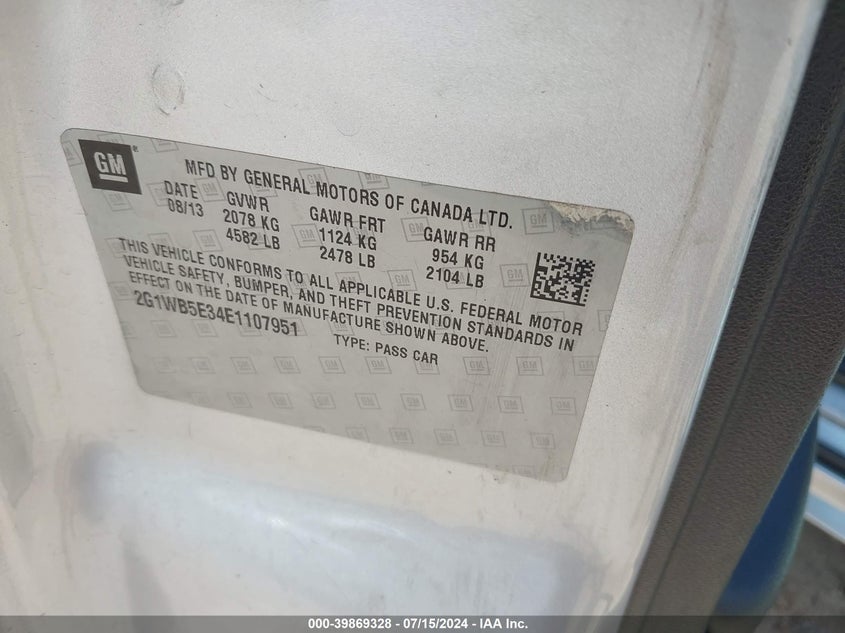 GM
MFD BY GENERAL MOTORS OF CANADA LTD.
DATE GVWR GAWR FRT GAWR RR
08/13 2078 KG 1124 KG 954 KG
4582 LB 2478 LB 2104 LB
THIS VEHICLE CONFORMS TO ALL APPLICABLE U.S. FEDERAL MOTOR
VEHICLE SAFETY, BUMPER, AND THEFT PREVENTION STANDARDS IN
EFFECT ON THE DATE OF MANUFACTURE SHOWN ABOVE.
2G1WB5E34E1107951
TYPE: PASS CAR
000-39869328 - 07/15/2024 - IAA Inc.